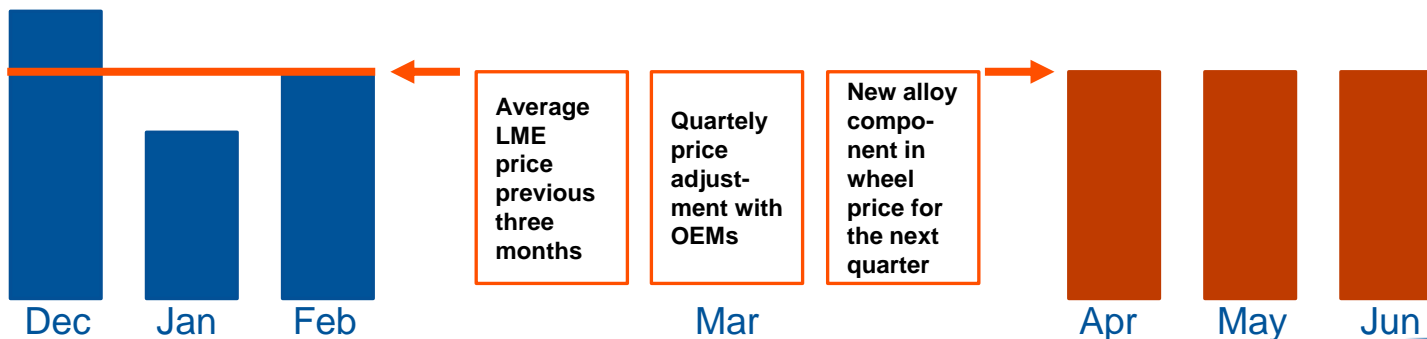 Average
LME
price
previous
three
months
Quartely
price
adjust-
ment with
OEMs
New alloy
compo-
nent in
wheel
price for
the next
quarter
Dec
Jan
Feb
Mar
Apr
May
Jun